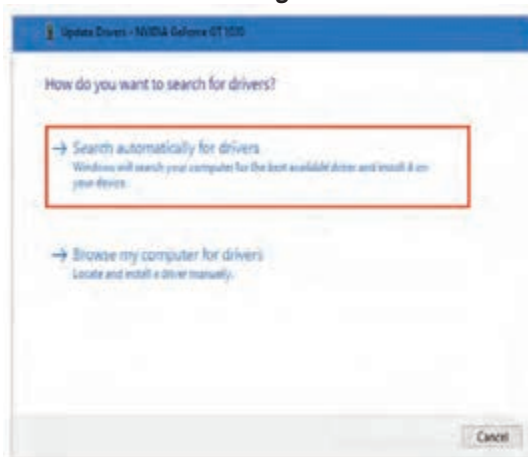 Update Drivers - NVIDIA GeForce GT 1030
How do you want to search for drivers?
Search automatically for drivers
Windows will search your computer for the best available driver and install it on
your device.
Browse my computer for drivers
Locate and install a driver manually.
Cancel